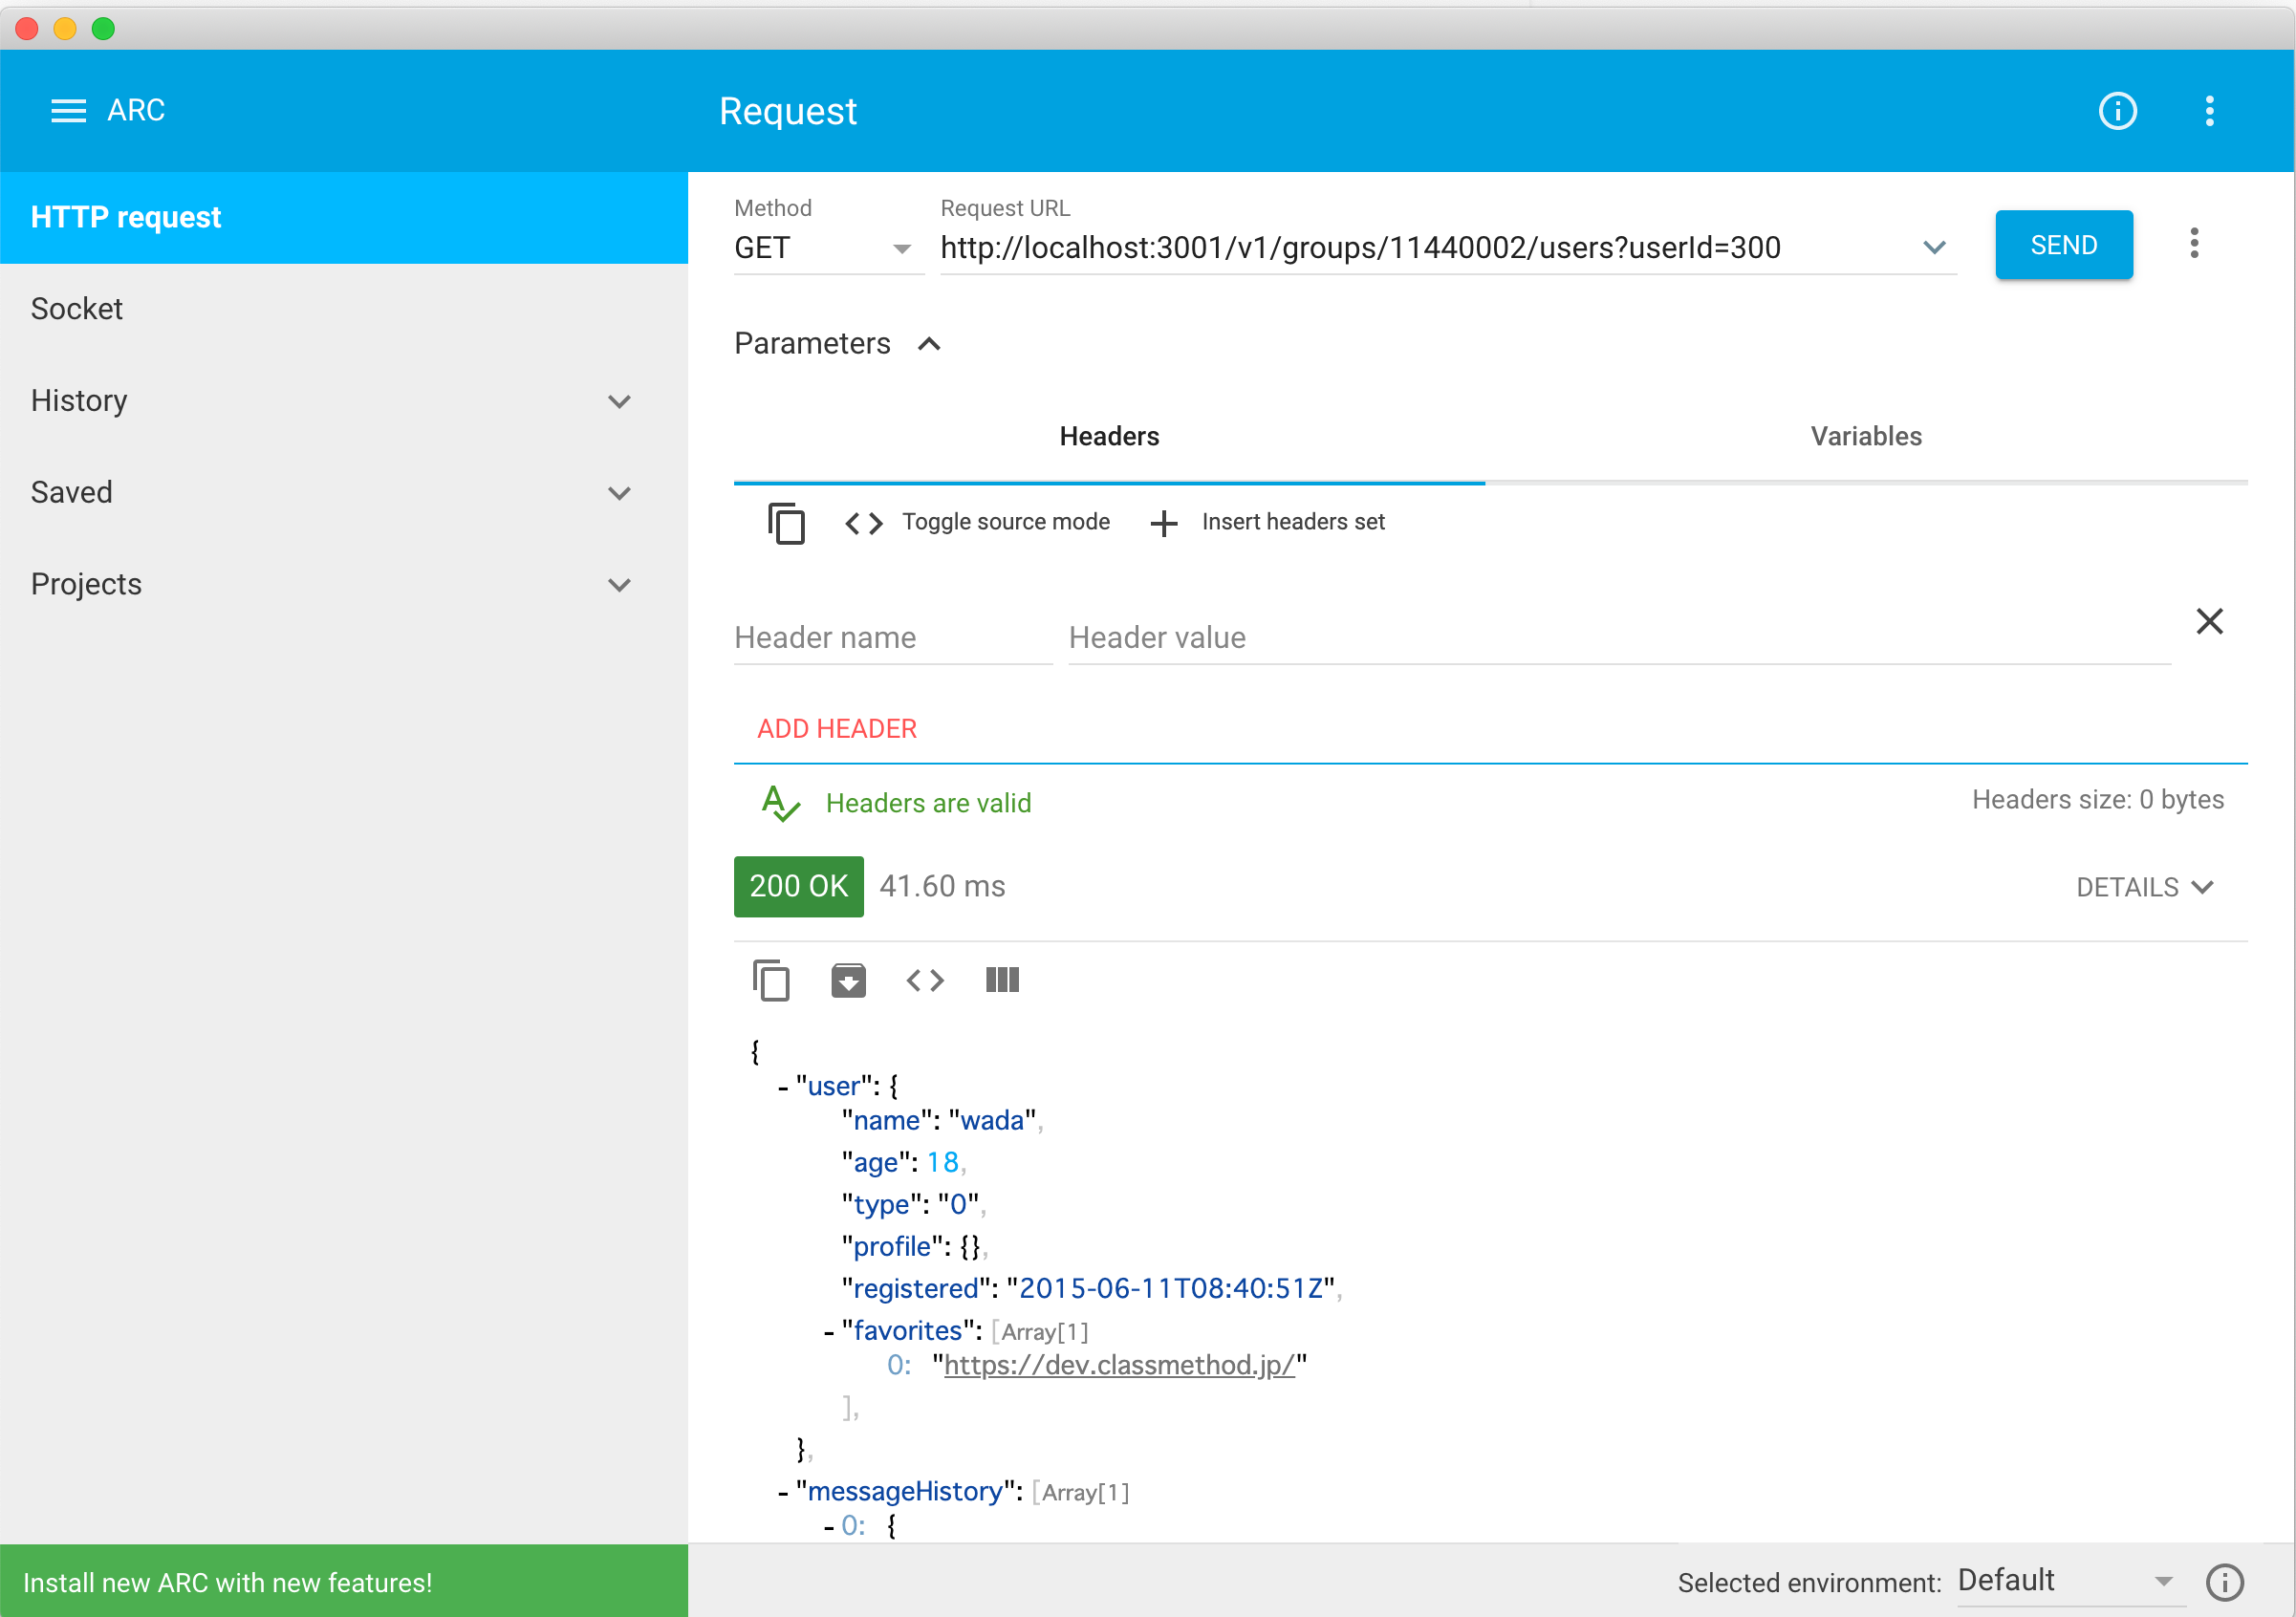 ARC
Request
HTTP request
Socket
History
Saved
Projects
Method
Request URL
GET
http://localhost:3001/v1/groups/11440002/users?userId=300
SEND
Parameters
Headers
Variables
Toggle source mode
Insert headers set
Header name
Header value
ADD HEADER
Headers are valid
Headers size: 0 bytes
200 OK
41.60 ms
DETAILS
{
- "user": {
"name": "wada",
"age": 18,
"type": "0",
"profile": {},
"registered": "2015-06-11T08:40:51Z",
- "favorites": [Array[1]
0: "https://dev.classmethod.jp/"
],
},
- "messageHistory": [Array[1]
- 0: {
Install new ARC with new features!
Selected environment: Default